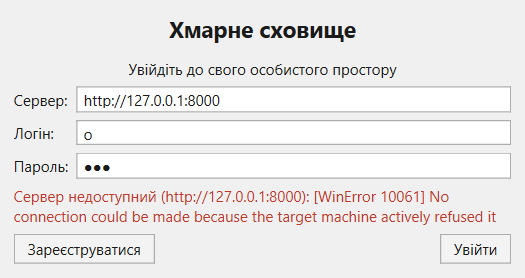 Хмарне сховище
Увійдіть до свого особистого простору
Сервер: http://127.0.0.1:8000
Логін: o
Пароль: ●●●
Сервер недоступний (http://127.0.0.1:8000): [WinError 10061] No
connection could be made because the target machine actively refused it
Зареєструватися Увійти